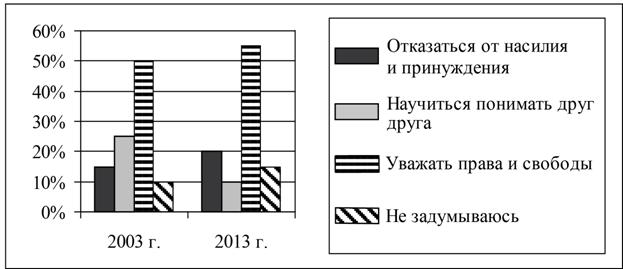 60%
50%
40%
30%
20%
10%
0%
2003 г.
2013 г.
Отказаться от насилия
и принуждения
Научиться понимать друг
друга
Уважать права и свободы
Не задумываюсь